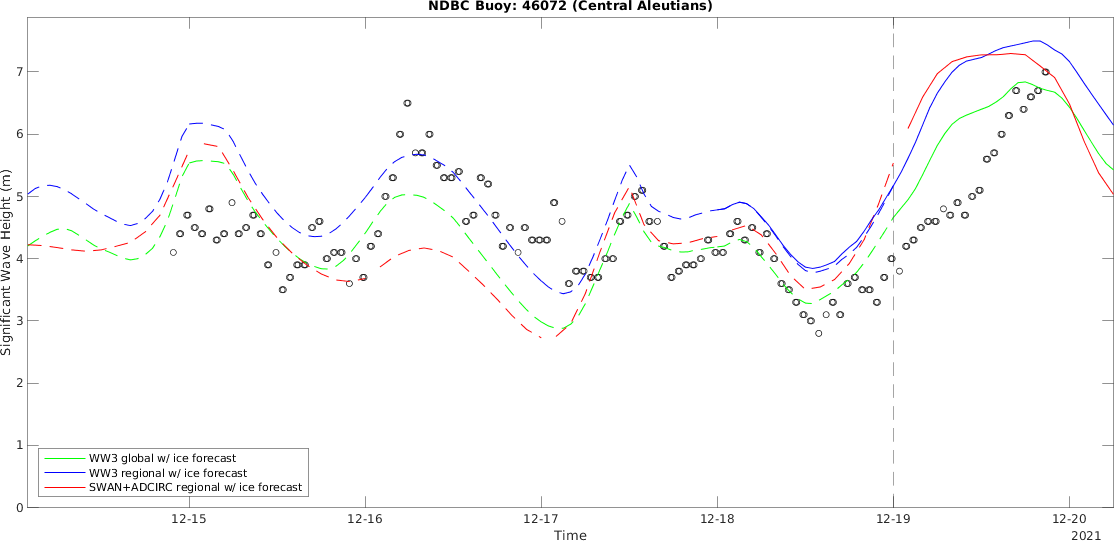 NDBC Buoy: 46072 (Central Aleutians)
Significant Wave Height (m)
7
6
5
4
3
2
1
0
WW3 global w/ ice forecast
WW3 regional w/ ice forecast
SWAN+ADCIRC regional w/ ice forecast
12-15
12-16
12-17
12-18
12-19
12-20
Time
2021